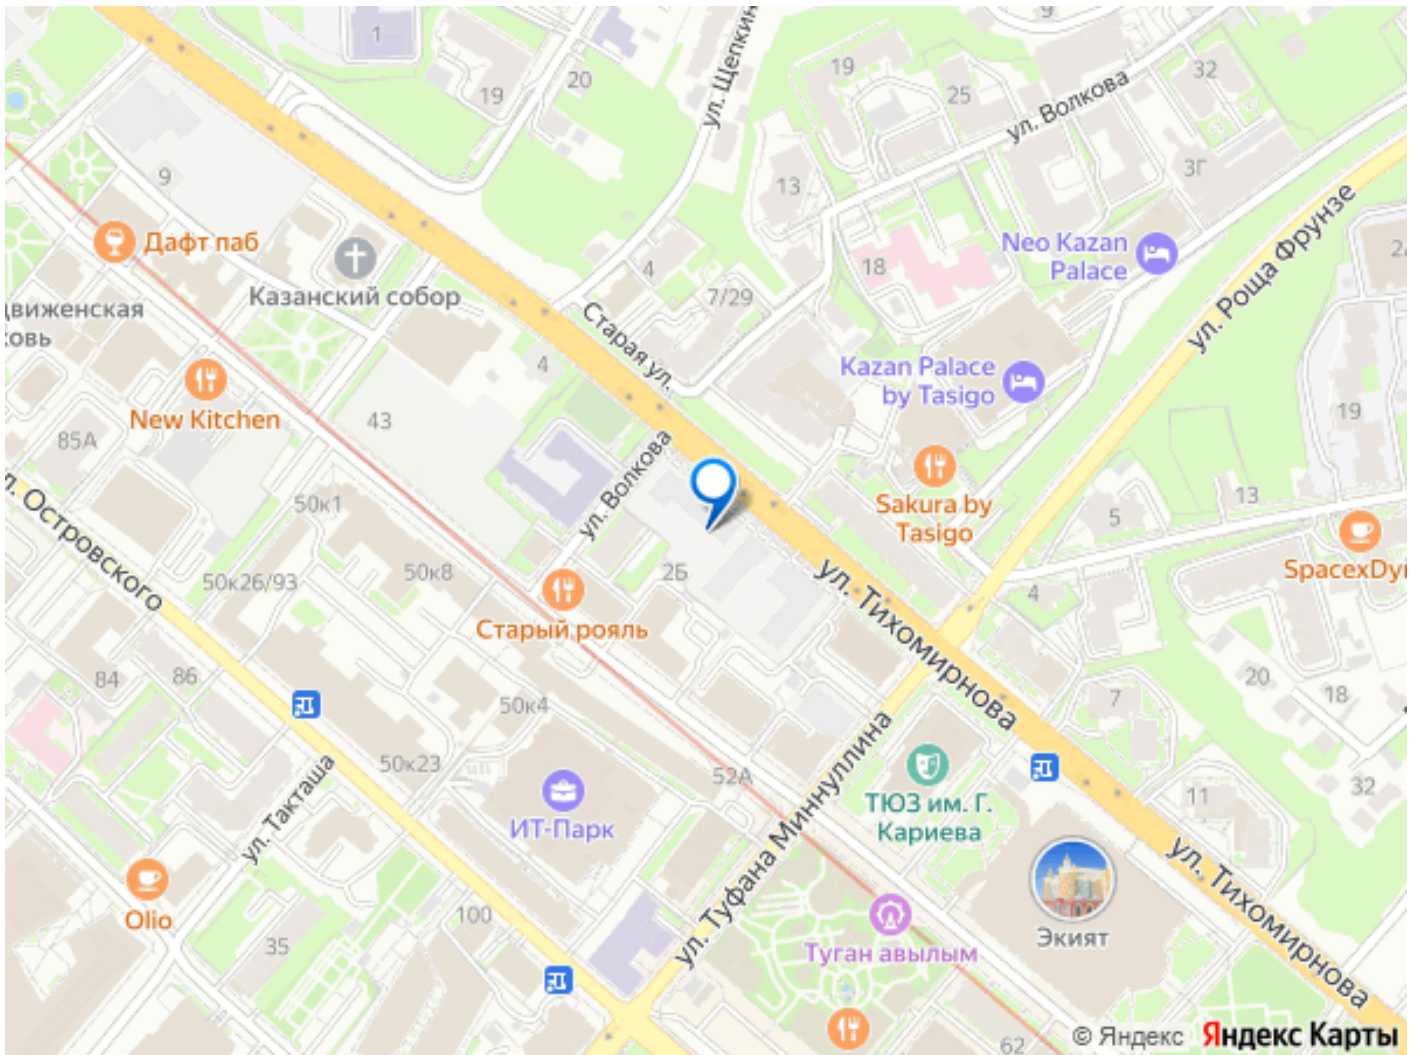 1
9
ул. Щепкин
20
19
19
25
32
ул. Волкова
3Г
13
9
Дафт паб
Казанский собор
движенская
овь
4
7/29
18
Neo Kazan
Palace
ул. Роща Фрунзе
Старая ул.
4
New Kitchen
43
85А
Kazan Palace
by Tasigo
19
ул. Волкова
Sakura by
Tasigo
13
5
SpacexDy
50к1
л. Островского
50к26/93
50к8
2Б
Старый рояль
ул. Тихомирнова
4
84
86
50к4
20
18
7
50к23
52А
ул. Такташа
ИТ-Парк
ул. Туфана Миннуллина
ТЮЗ им. Г.
Кариева
11
32
ул. Тихомирнова
Olio
100
35
Туган авылым
Экият
62
© Яндекс Яндекс Карты